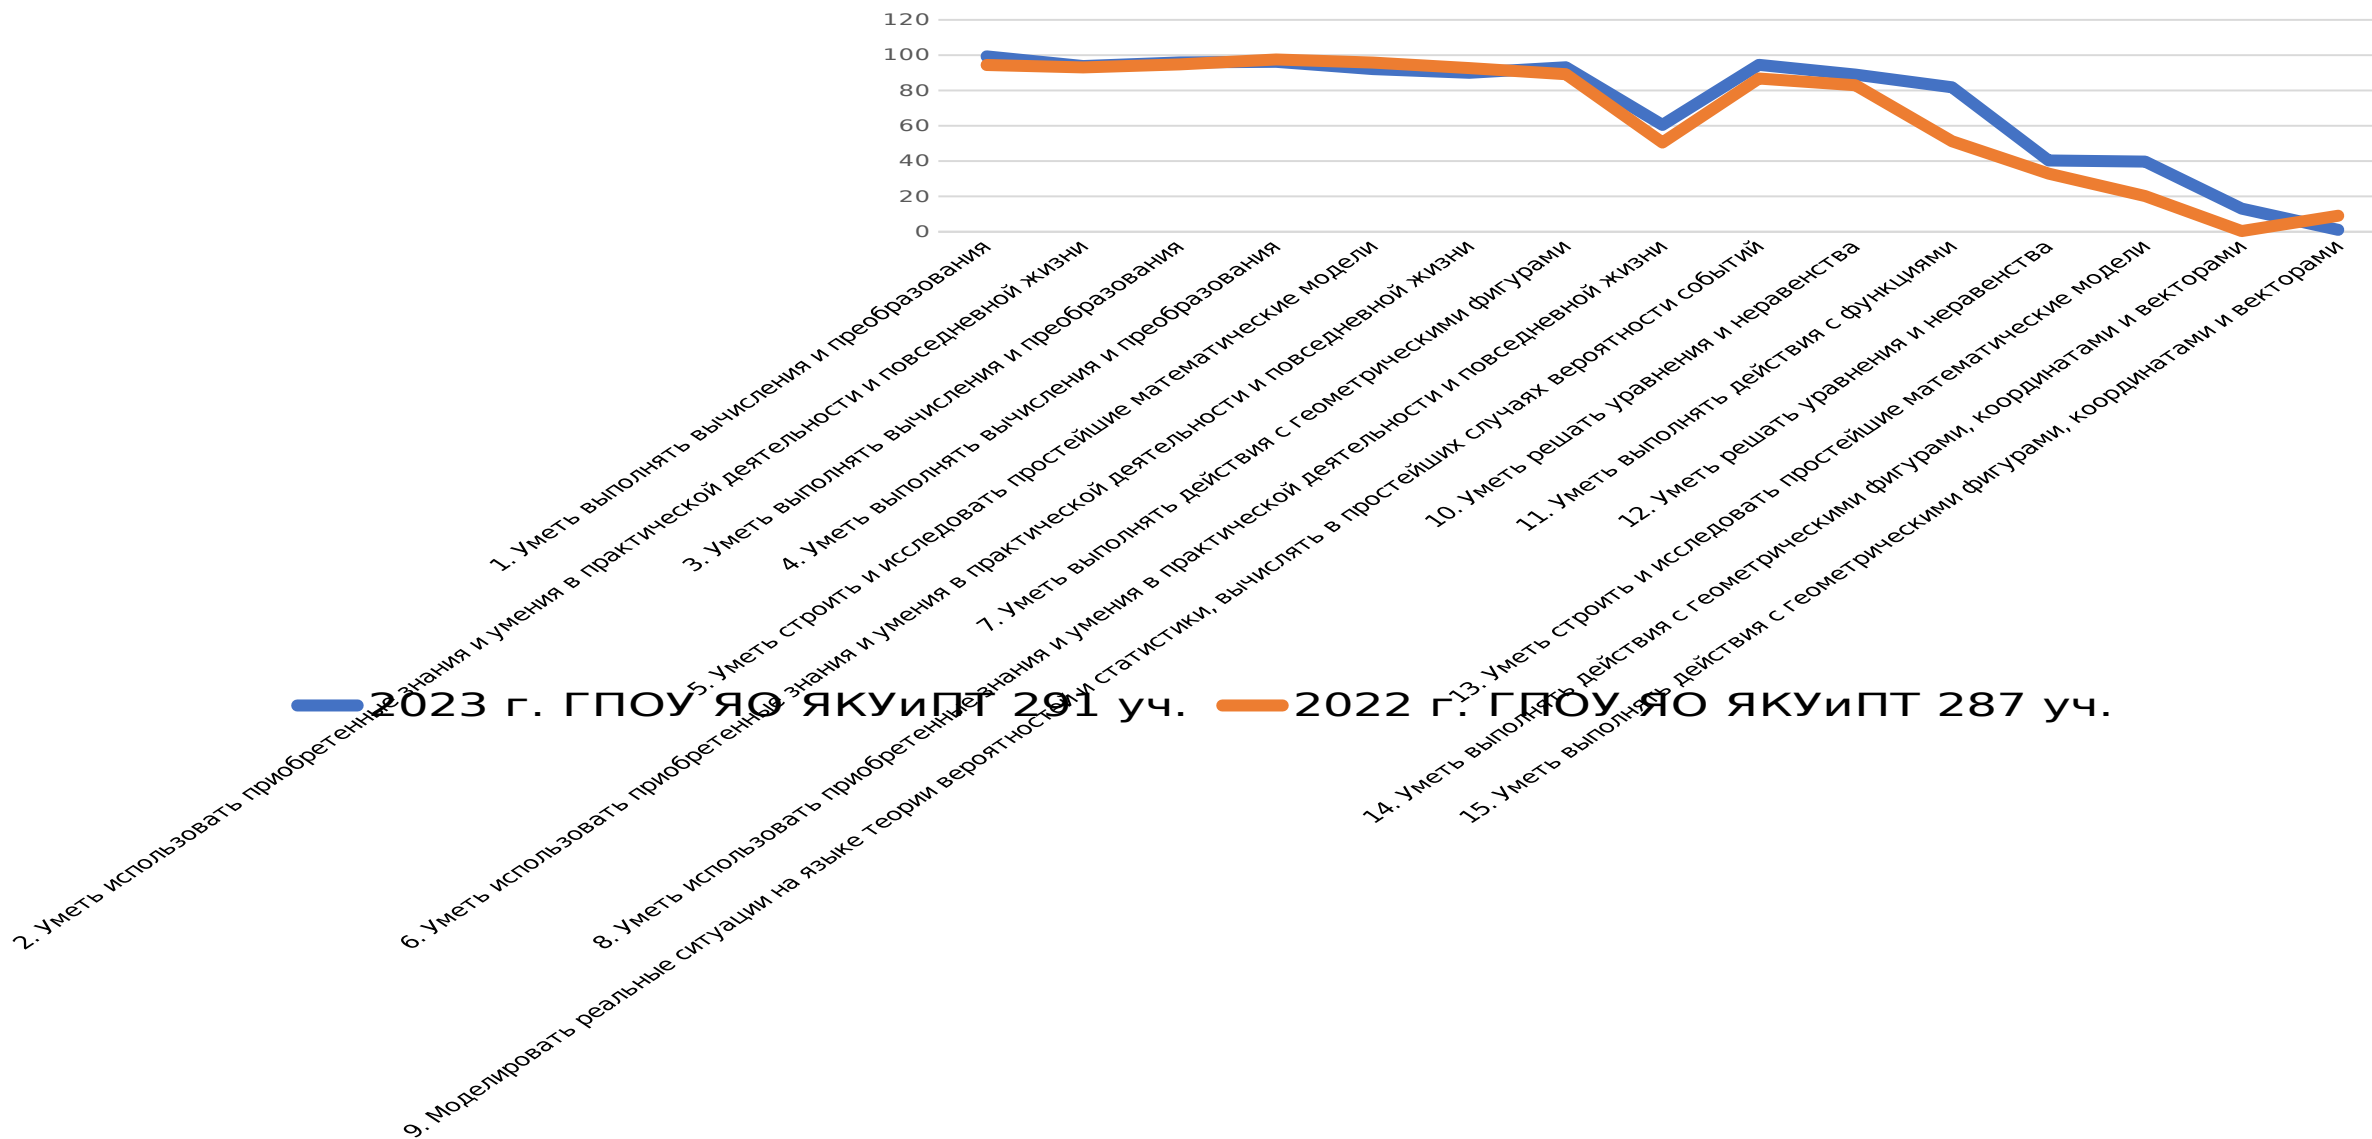 120
100
80
60
40
20
0
1. Уметь выполнять вычисления и преобразования
2. Уметь использовать приобретенные знания и умения в практической деятельности и повседневной жизни
3. Уметь выполнять вычисления и преобразования
4. Уметь выполнять вычисления и преобразования
5. Уметь строить и исследовать простейшие математические модели
6. Уметь использовать приобретенные знания и умения в практической деятельности и повседневной жизни
7. Уметь выполнять действия с геометрическими фигурами
8. Уметь использовать приобретенные знания и умения в практической деятельности и повседневной жизни
9. Моделировать реальные ситуации на языке теории вероятностей и статистики, вычислять в простейших случаях вероятности событий
10. Уметь решать уравнения и неравенства
11. Уметь выполнять действия с функциями
12. Уметь решать уравнения и неравенства
13. Уметь строить и исследовать простейшие математические модели
14. Уметь выполнять действия с геометрическими фигурами, координатами и векторами
15. Уметь выполнять действия с геометрическими фигурами, координатами и векторами
2023 г. ГПОУ ЯО ЯКУиПТ 291 уч.
2022 г. ГПОУ ЯО ЯКУиПТ 287 уч.